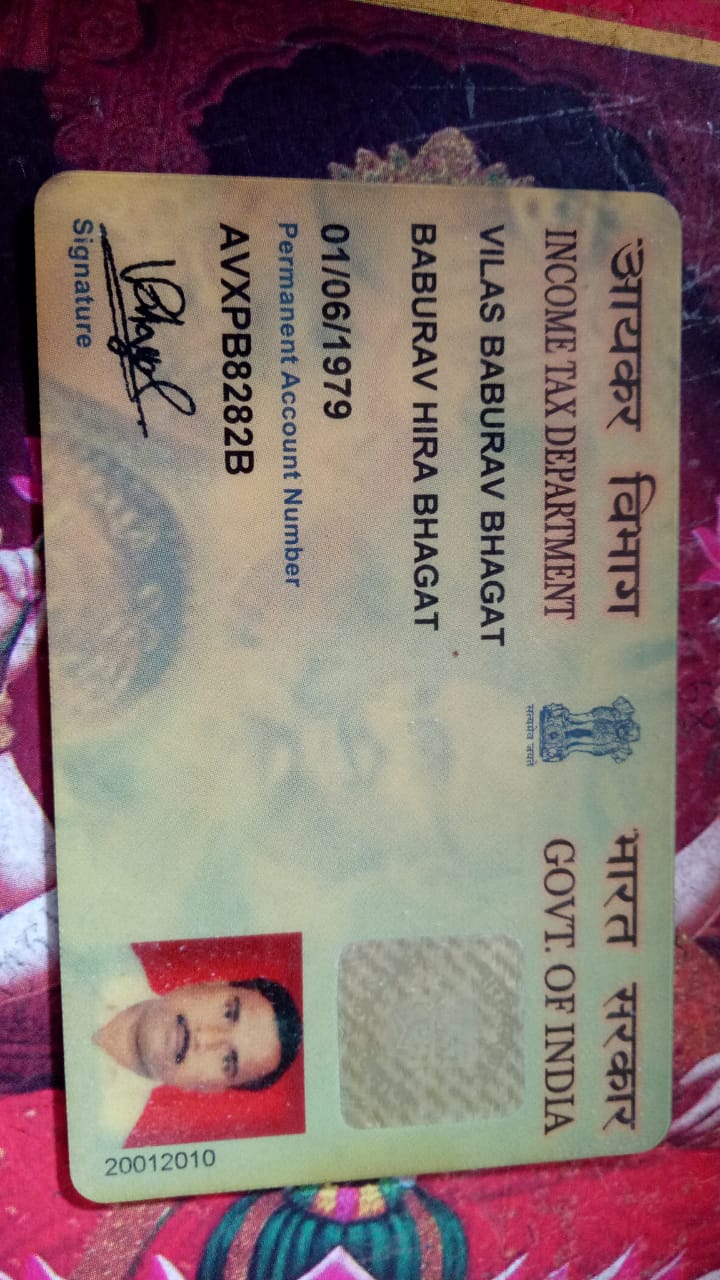 आयकर विभाग
INCOME TAX DEPARTMENT
सत्यमेव जयते
भारत सरकार
GOVT. OF INDIA
VILAS BABURAV BHAGAT
BABURAV HIRA BHAGAT
01/06/1979
Permanent Account Number
AVXPB8282B
Signature
20012010